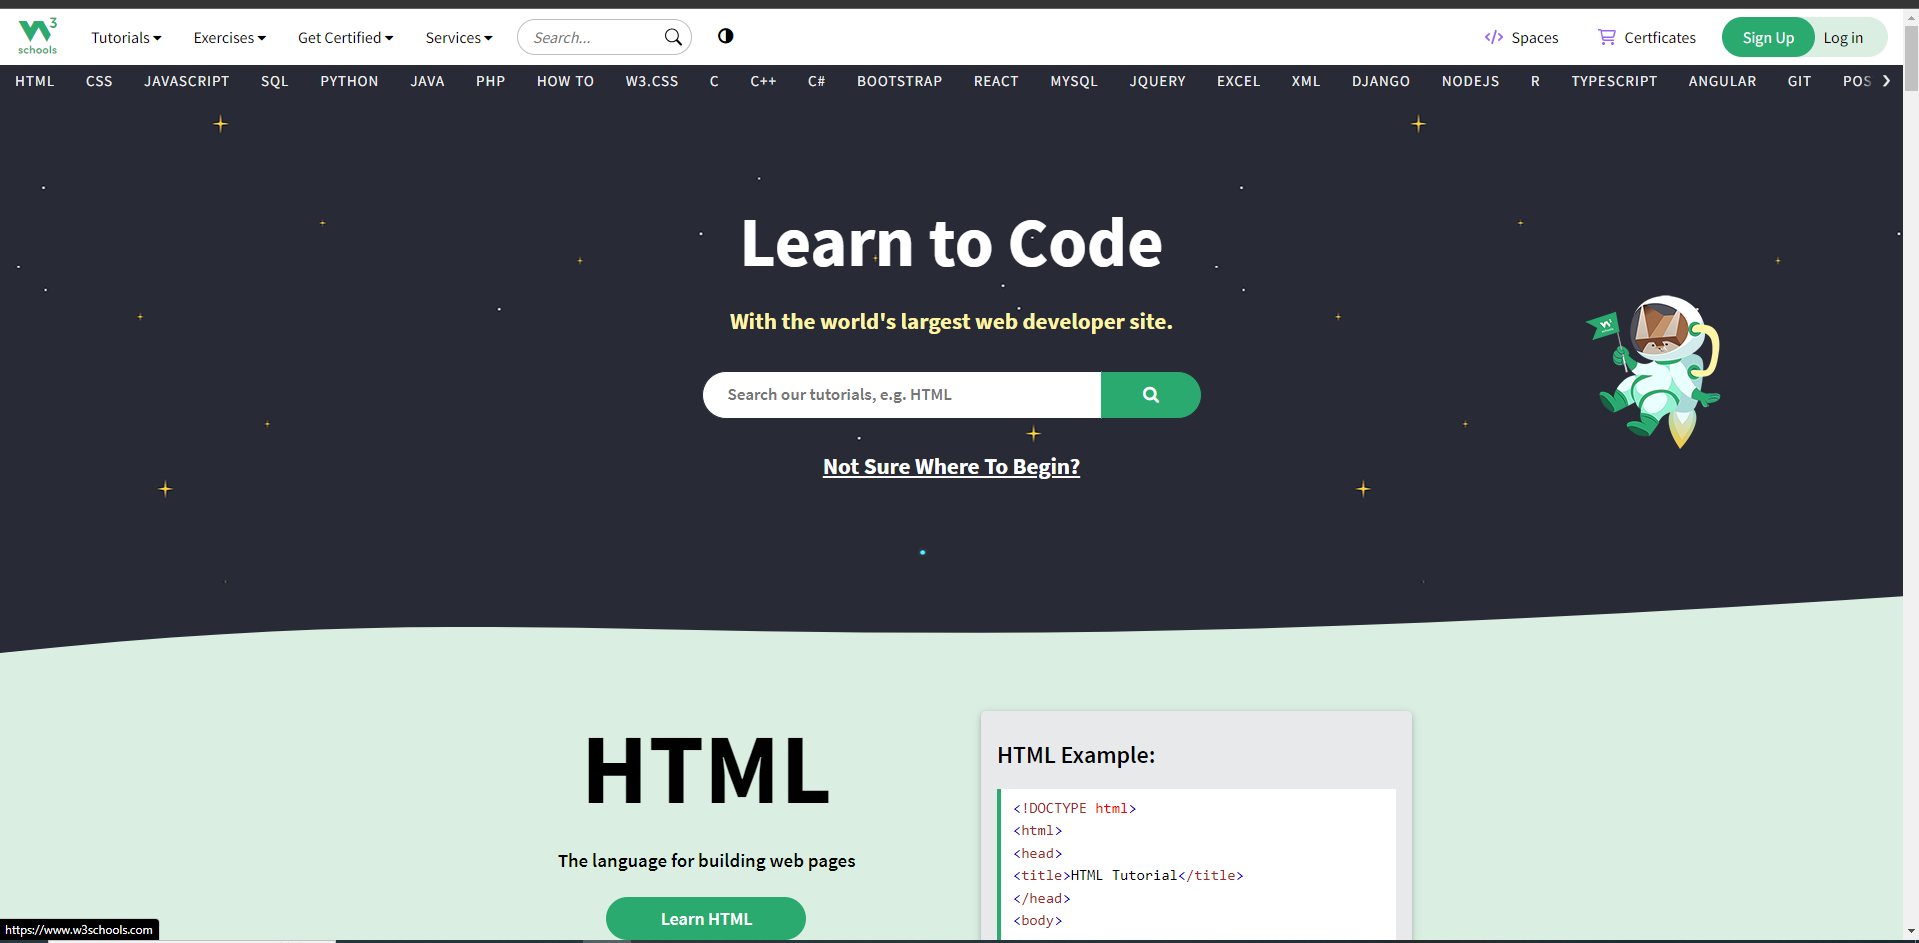 W3 schools
Tutorials Exercises Get Certified Services Search... Spaces Certficates Sign Up Log in
HTML CSS JAVASCRIPT SQL PYTHON JAVA PHP HOW TO W3.CSS C C++ C# BOOTSTRAP REACT MYSQL JQUERY EXCEL XML DJANGO NODEJS R TYPESCRIPT ANGULAR GIT POS
Learn to Code
With the world's largest web developer site.
Search our tutorials, e.g. HTML
Not Sure Where To Begin?
HTML
The language for building web pages
Learn HTML
HTML Example:
<!DOCTYPE html>
<html>
<head>
<title>HTML Tutorial</title>
</head>
<body>
https://www.w3schools.com